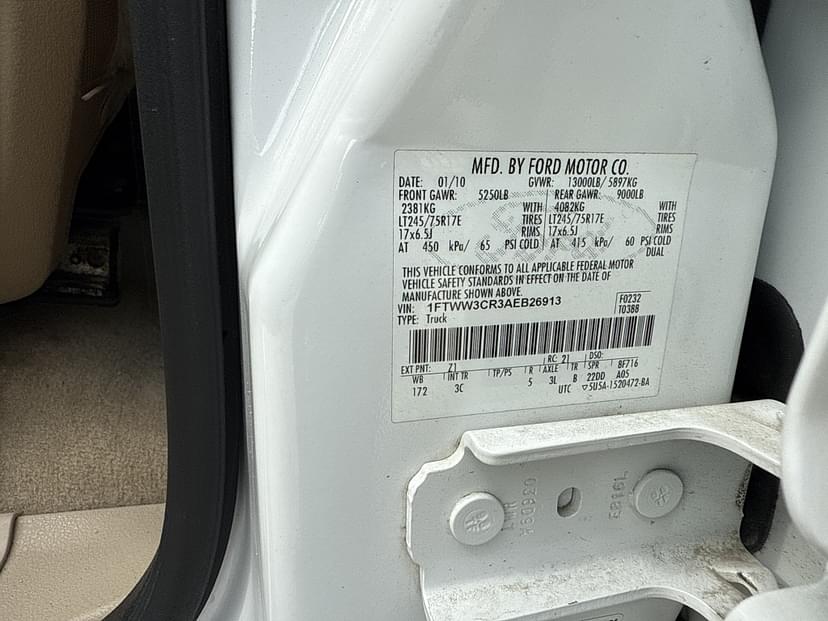 MFD. BY FORD MOTOR CO.
DATE: 01/10 GVWR: 13000LB/ 5897KG
FRONT GAWR: 5250LB REAR GAWR: 9000LB
2381KG WITH 4082KG WITH
LT245/75R17E TIRES LT245/75R17E TIRES
17x6.5J RIMS 17x6.5J RIMS
AT 450 kPa/ 65 PSI COLD AT 415 kPa/ 60 PSI COLD
DUAL
THIS VEHICLE CONFORMS TO ALL APPLICABLE FEDERAL MOTOR
VEHICLE SAFETY STANDARDS IN EFFECT ON THE DATE OF
MANUFACTURE SHOWN ABOVE.
VIN: 1FTWW3CR3AEB26913 F0232
TYPE: Truck T0388
EXT PNT: Z1 RC: 21 DSO:
WB INT TR TP/PS R AXLE TR SPR BF716
172 3C 5 3L B 22DD A05
UTC ▽5U5A-1520472-BA